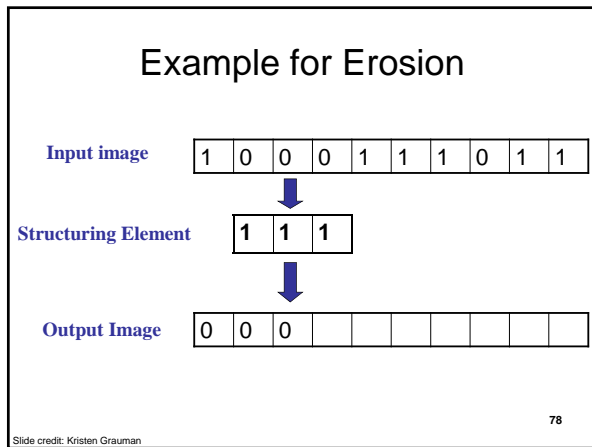 Example for Erosion
Input image 1 0 0 0 1 1 1 0 1 1
Structuring Element 1 1 1
Output Image 0 0 0
78
Slide credit: Kristen Grauman